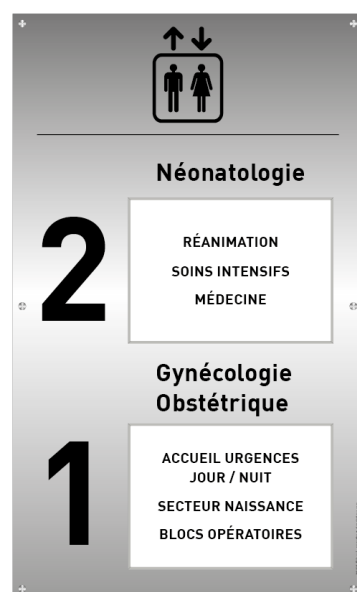 Néonatologie
2
RÉANIMATION
SOINS INTENSIFS
MÉDECINE
Gynécologie
Obstétrique
1
ACCUEIL URGENCES
JOUR / NUIT
SECTEUR NAISSANCE
BLOCS OPÉRATOIRES